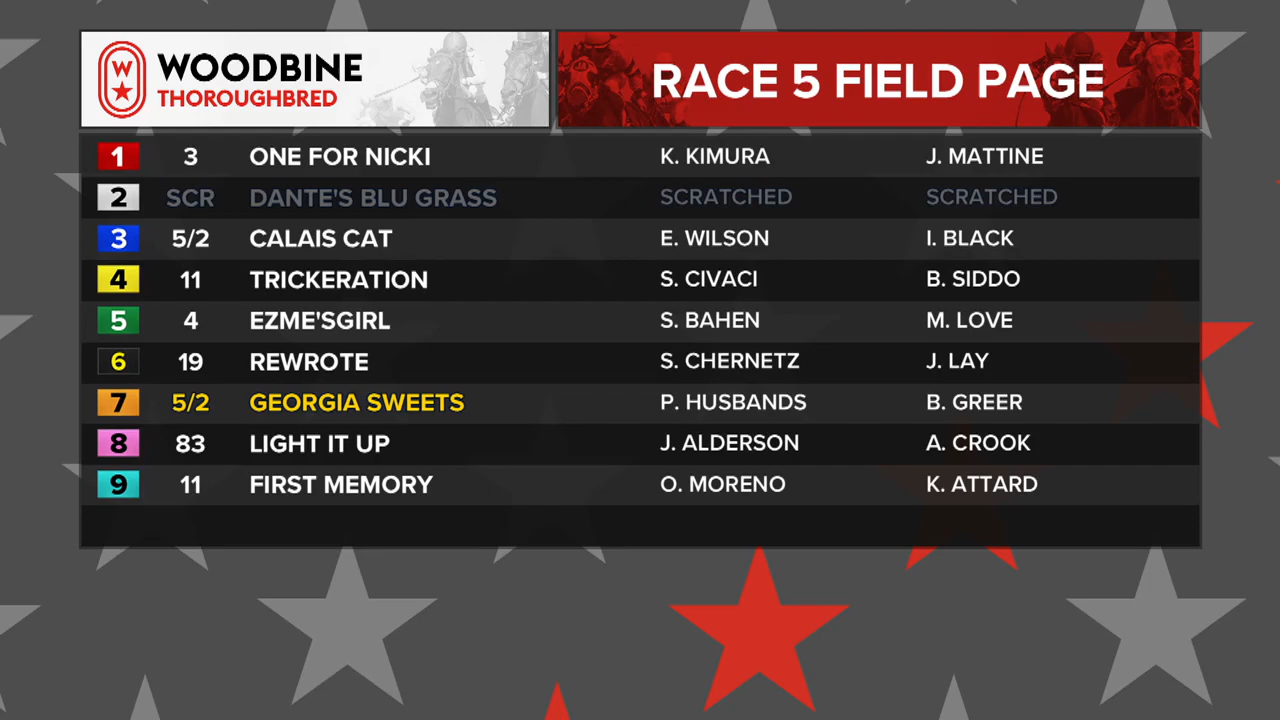 W
WOODBINE
THOROUGHBRED
RACE 5 FIELD PAGE
1 3 ONE FOR NICKI K. KIMURA J. MATTINE
2 SCR DANTE'S BLU GRASS SCRATCHED SCRATCHED
3 5/2 CALAIS CAT E. WILSON I. BLACK
4 11 TRICKERATION S. CIVACI B. SIDDO
5 4 EZME'SGIRL S. BAHEN M. LOVE
6 19 REWROTE S. CHERNETZ J. LAY
7 5/2 GEORGIA SWEETS P. HUSBANDS B. GREER
8 83 LIGHT IT UP J. ALDERSON A. CROOK
9 11 FIRST MEMORY O. MORENO K. ATTARD